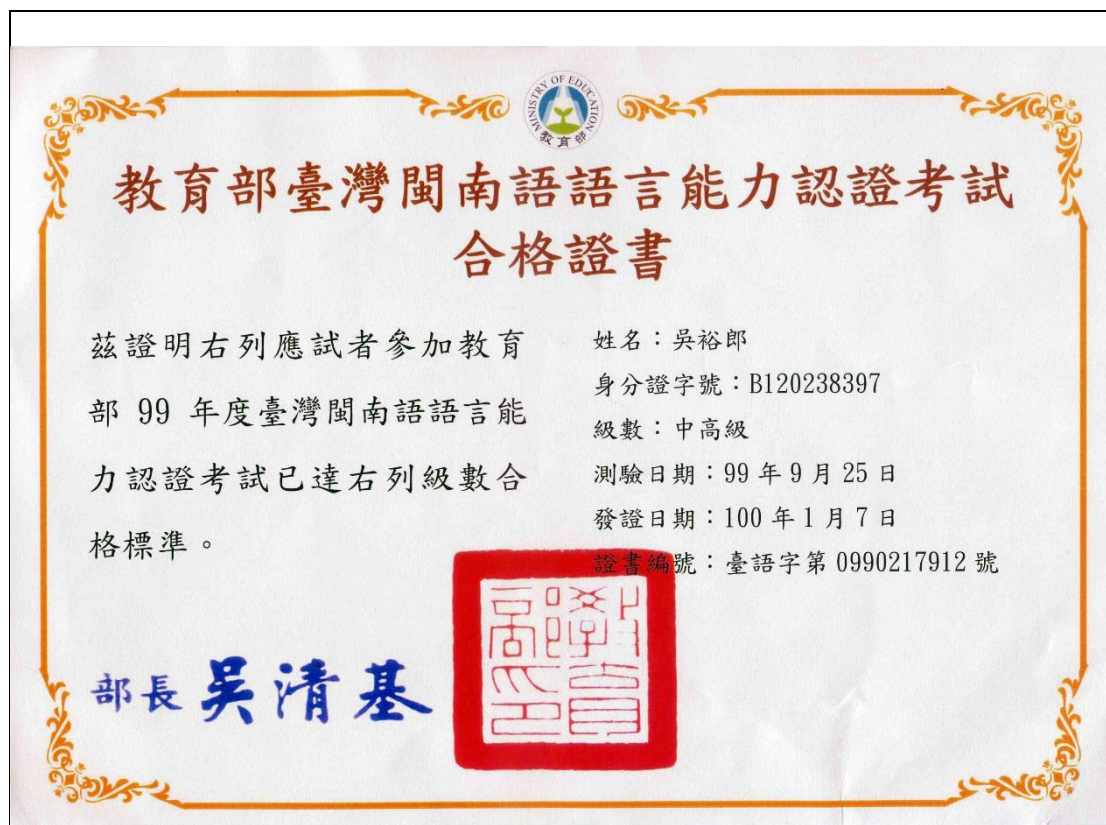 MINISTRY OF EDUCATION
教育部
教育部臺灣閩南語語言能力認證考試
合格證書
茲證明右列應試者參加教育
部 99 年度臺灣閩南語語言能
力認證考試已達右列級數合
格標準。
姓名：吳裕郎
身分證字號：B120238397
級數：中高級
測驗日期：99 年 9 月 25 日
發證日期：100 年 1 月 7 日
證書編號：臺語字第 0990217912 號
部長 吳清基
教育部印